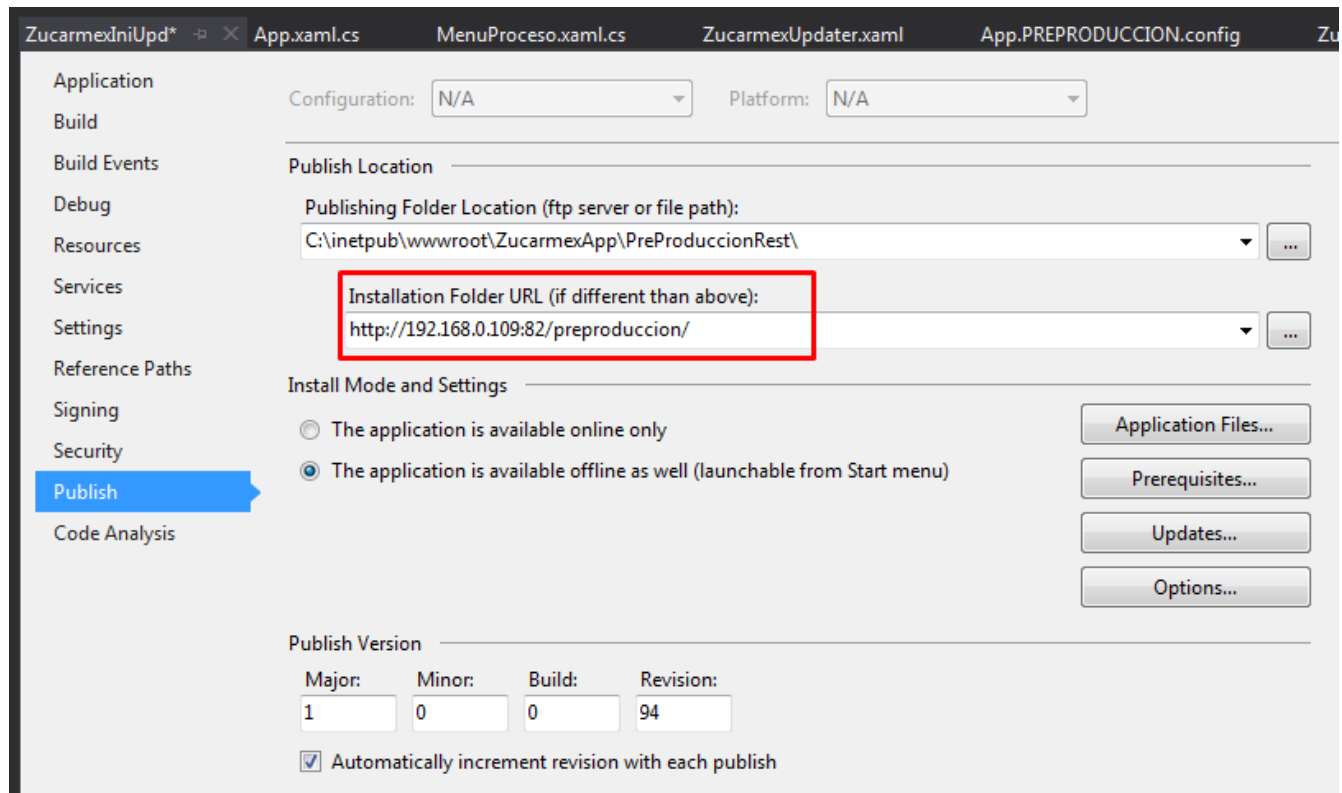 ZucarmexIniUpd* App.xaml.cs MenuProceso.xaml.cs ZucarmexUpdater.xaml App.PREPRODUCCION.config Zu
Application
Build
Build Events
Debug
Resources
Services
Settings
Reference Paths
Signing
Security
Publish
Code Analysis
Configuration: N/A Platform: N/A
Publish Location
Publishing Folder Location (ftp server or file path):
C:\inetpub\wwwroot\ZucarmexApp\PreProduccionRest\
...
Installation Folder URL (if different than above):
http://192.168.0.109:82/preproduccion/
...
Install Mode and Settings
The application is available online only
The application is available offline as well (launchable from Start menu)
Application Files...
Prerequisites...
Updates...
Options...
Publish Version
Major: Minor: Build: Revision:
1 0 0 94
Automatically increment revision with each publish